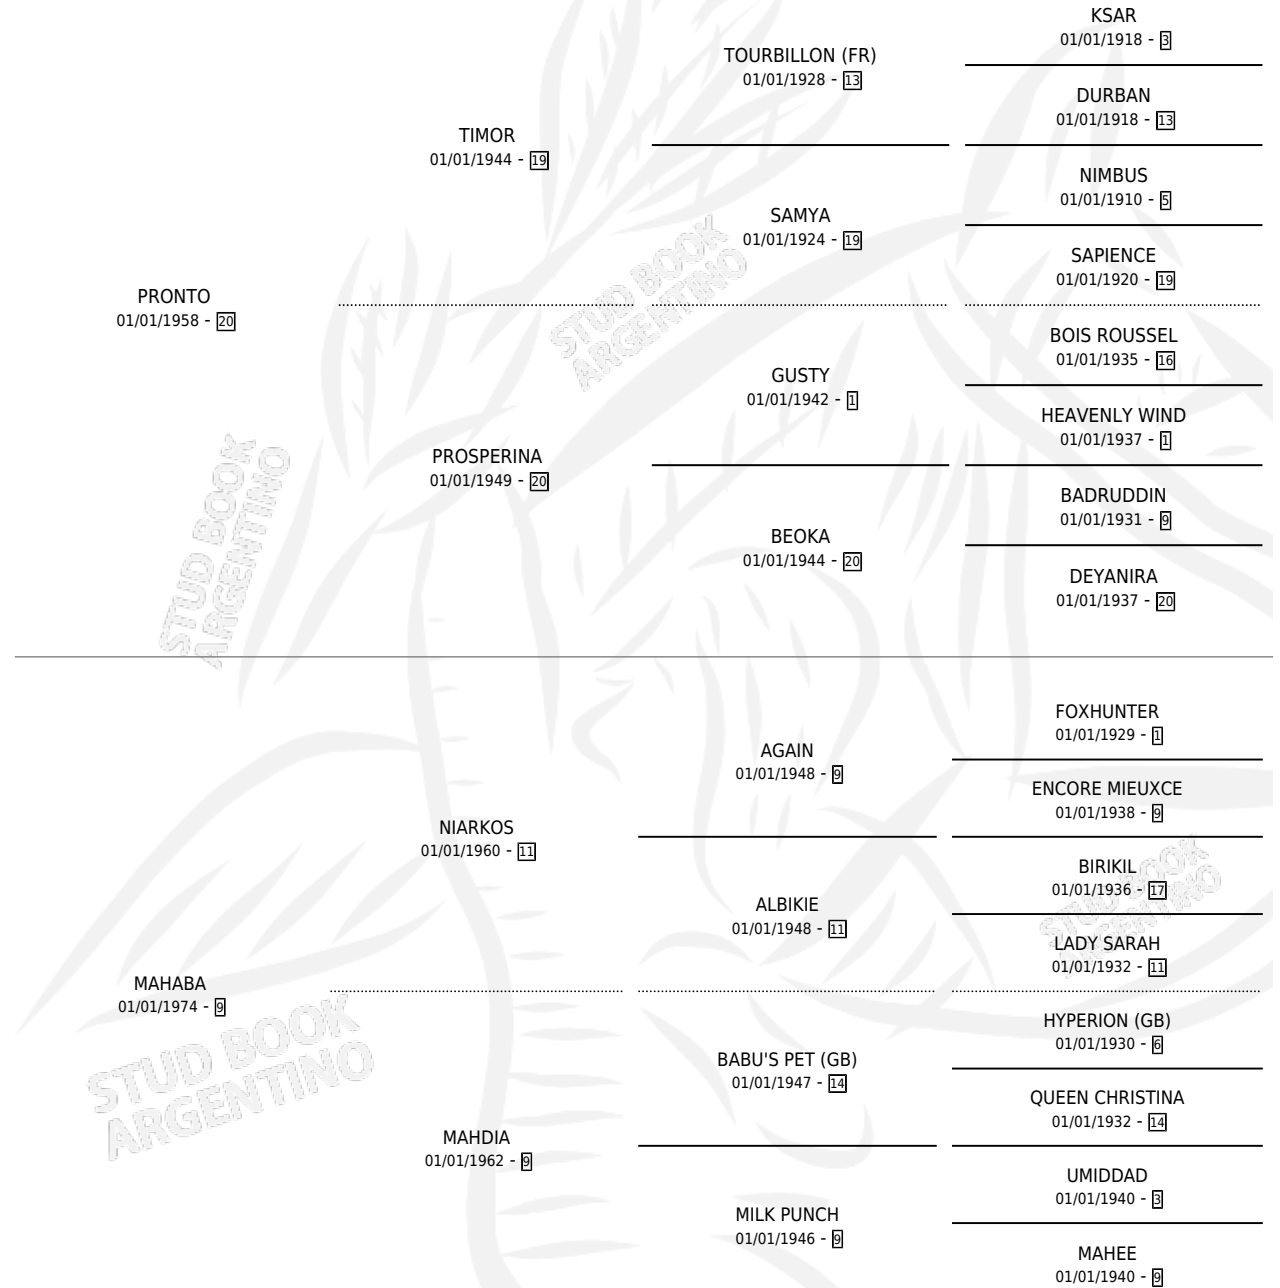 KSAR
01/01/1918 - 3
TOURBILLON (FR)
01/01/1928 - 13
DURBAN
01/01/1918 - 13
TIMOR
01/01/1944 - 19
NIMBUS
01/01/1910 - 5
SAMYA
01/01/1924 - 19
SAPIENCE
01/01/1920 - 19
PRONTO
01/01/1958 - 20
BOIS ROUSSEL
01/01/1935 - 16
GUSTY
01/01/1942 - 1
HEAVENLY WIND
01/01/1937 - 1
PROSPERINA
01/01/1949 - 20
BADRUDDIN
01/01/1931 - 9
BEOKA
01/01/1944 - 20
DEYANIRA
01/01/1937 - 20
FOXHUNTER
01/01/1929 - 1
AGAIN
01/01/1948 - 9
ENCORE MIEUXCE
01/01/1938 - 9
NIARKOS
01/01/1960 - 11
BIRIKIL
01/01/1936 - 17
ALBIKIE
01/01/1948 - 11
LADY SARAH
01/01/1932 - 11
MAHABA
01/01/1974 - 9
HYPERION (GB)
01/01/1930 - 6
BABU'S PET (GB)
01/01/1947 - 14
QUEEN CHRISTINA
01/01/1932 - 14
MAHDIA
01/01/1962 - 9
UMIDDAD
01/01/1940 - 3
MILK PUNCH
01/01/1946 - 9
MAHEE
01/01/1940 - 9
STUD BOOK
ARGENTINO
STUD BOOK
ARGENTINO
STUD BOOK
ARGENTINO
STUD BOOK
ARGENTINO